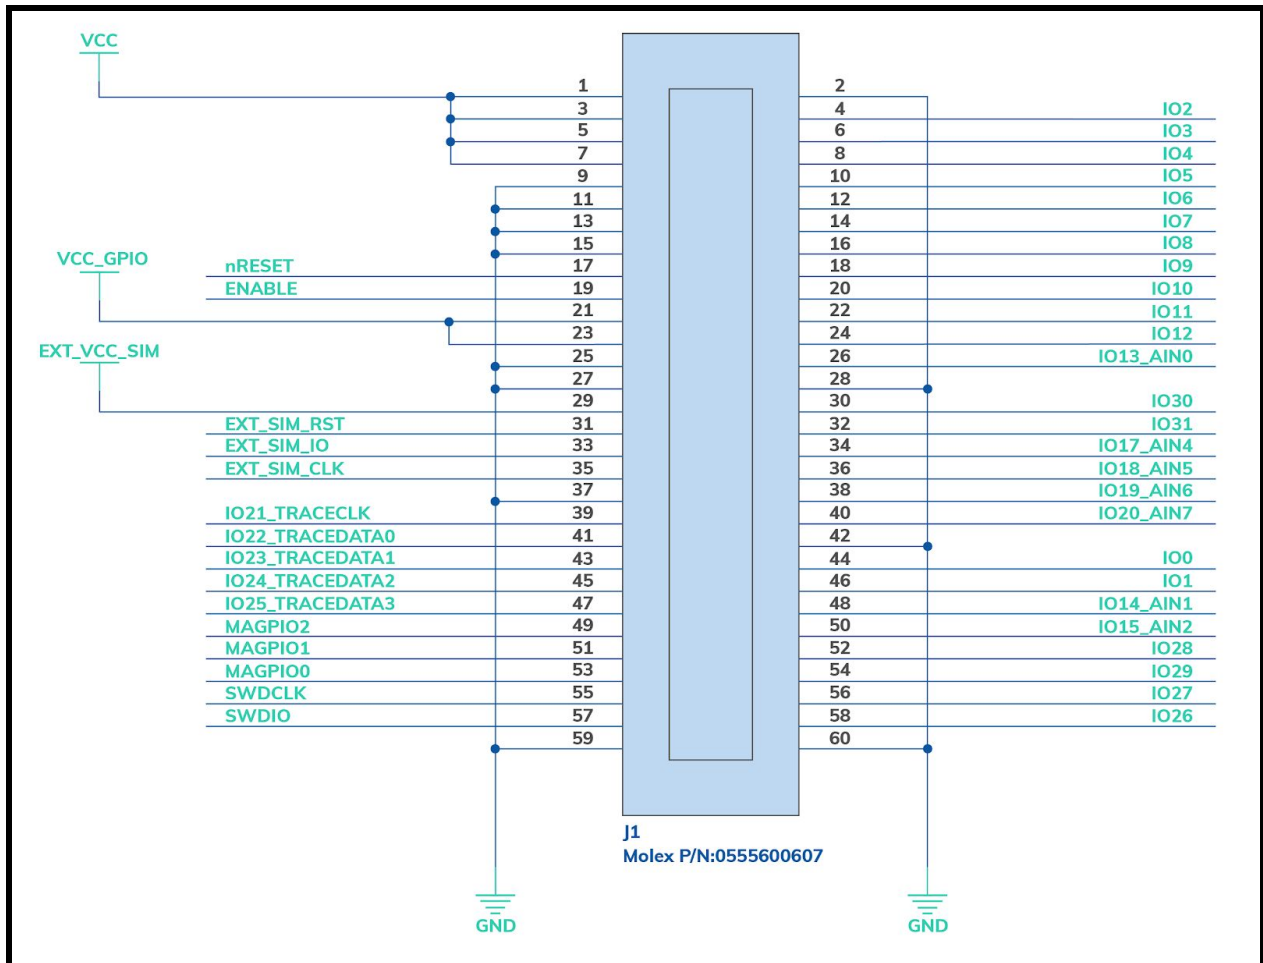 VCC
1 2
3 4 IO2
5 6 IO3
7 8 IO4
9 10 IO5
11 12 IO6
13 14 IO7
15 16 IO8
VCC_GPIO
nRESET 17 18 IO9
ENABLE 19 20 IO10
21 22 IO11
23 24 IO12
EXT_VCC_SIM
25 26 IO13_AIN0
27 28
29 30 IO30
EXT_SIM_RST 31 32 IO31
EXT_SIM_IO 33 34 IO17_AIN4
EXT_SIM_CLK 35 36 IO18_AIN5
37 38 IO19_AIN6
IO21_TRACECLK 39 40 IO20_AIN7
IO22_TRACEDATA0 41 42
IO23_TRACEDATA1 43 44 IO0
IO24_TRACEDATA2 45 46 IO1
IO25_TRACEDATA3 47 48 IO14_AIN1
MAGPIO2 49 50 IO15_AIN2
MAGPIO1 51 52 IO28
MAGPIO0 53 54 IO29
SWDCLK 55 56 IO27
SWDIO 57 58 IO26
59 60
J1
Molex P/N:0555600607
GND GND